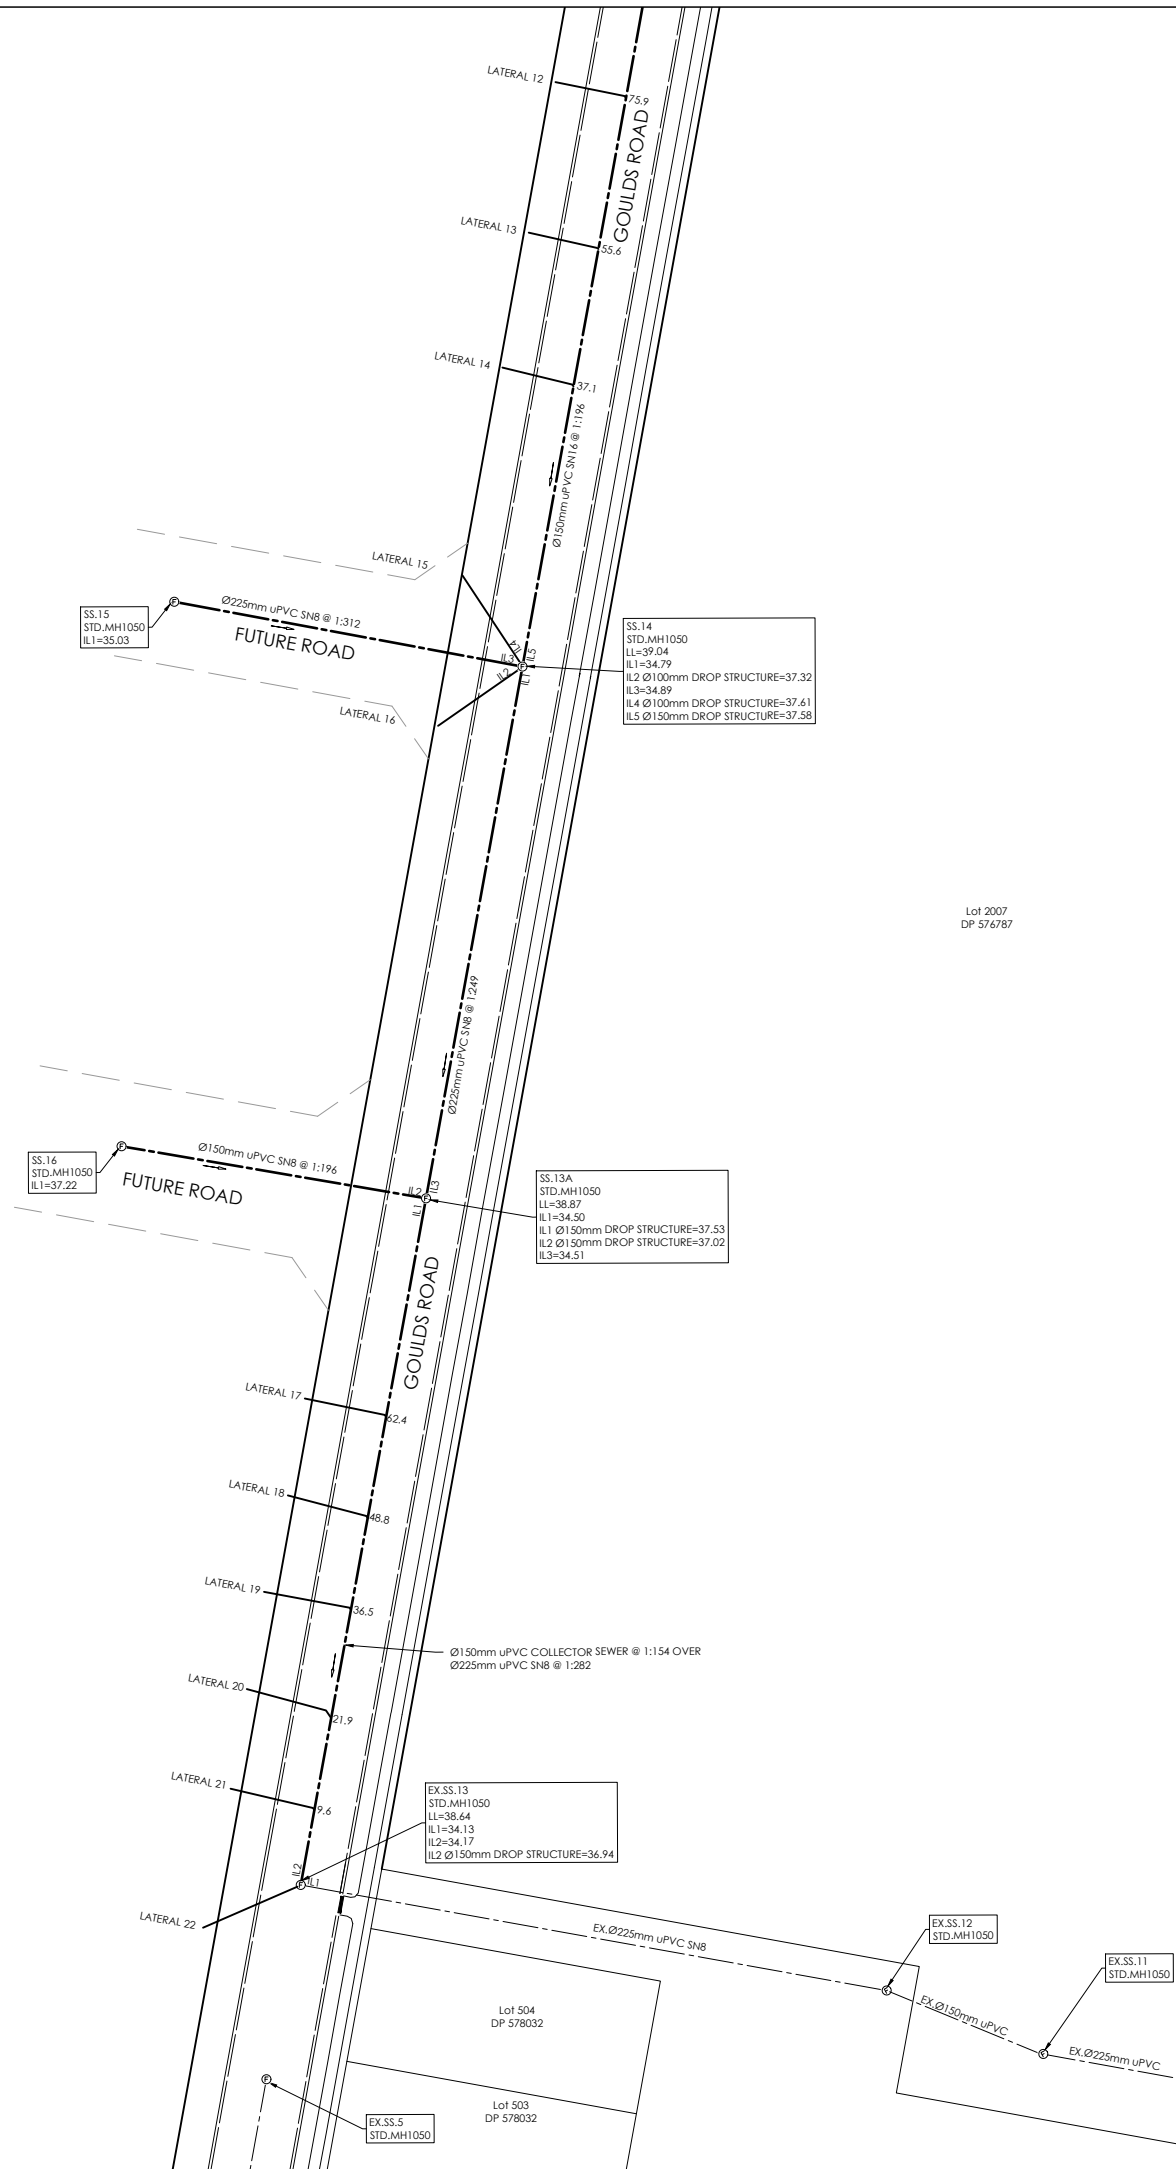 LATERAL 12
75.9
GOULDS ROAD
LATERAL 13
55.6
LATERAL 14
37.1
Ø150mm uPVC SN16 @ 1:196
LATERAL 15
SS.15
STD.MH1050
IL1=35.03
Ø225mm uPVC SN8 @ 1:312
FUTURE ROAD
IL4
IL5
IL3
IL2
IL1
SS.14
STD.MH1050
LL=39.04
IL1=34.79
IL2 Ø100mm DROP STRUCTURE=37.32
IL3=34.89
IL4 Ø100mm DROP STRUCTURE=37.61
IL5 Ø150mm DROP STRUCTURE=37.58
LATERAL 16
Lot 2007
DP 576787
Ø225mm uPVC SN8 @ 1:249
SS.16
STD.MH1050
IL1=37.22
Ø150mm uPVC SN8 @ 1:196
FUTURE ROAD
IL2
IL3
IL1
SS.13A
STD.MH1050
LL=38.87
IL1=34.50
IL1 Ø150mm DROP STRUCTURE=37.53
IL2 Ø150mm DROP STRUCTURE=37.02
IL3=34.51
GOULDS ROAD
LATERAL 17
62.4
LATERAL 18
48.8
LATERAL 19
36.5
Ø150mm uPVC COLLECTOR SEWER @ 1:154 OVER
Ø225mm uPVC SN8 @ 1:282
LATERAL 20
21.9
LATERAL 21
9.6
EX.SS.13
STD.MH1050
LL=38.64
IL1=34.13
IL2=34.17
IL2 Ø150mm DROP STRUCTURE=36.94
IL2
IL1
LATERAL 22
EX.Ø225mm uPVC SN8
EX.SS.12
STD.MH1050
EX.SS.11
STD.MH1050
EX.Ø150mm uPVC
EX.Ø225mm uPVC
Lot 504
DP 578032
Lot 503
DP 578032
EX.SS.5
STD.MH1050
F
F
F
F
F
F
F
F
F